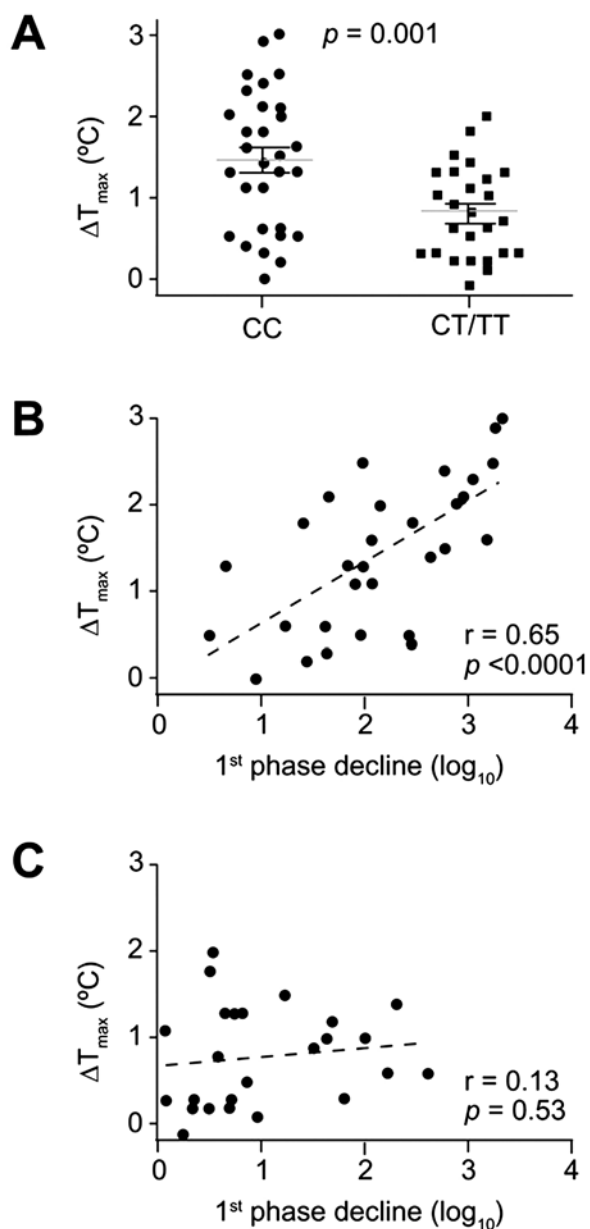 A
p = 0.001
3
2
1
0
ΔTmax (ºC)
CC
CT/TT
B
3
2
1
0
ΔTmax (ºC)
r = 0.65
p <0.0001
0 1 2 3 4
1st phase decline (log10)
C
3
2
1
0
ΔTmax (ºC)
r = 0.13
p = 0.53
0 1 2 3 4
1st phase decline (log10)